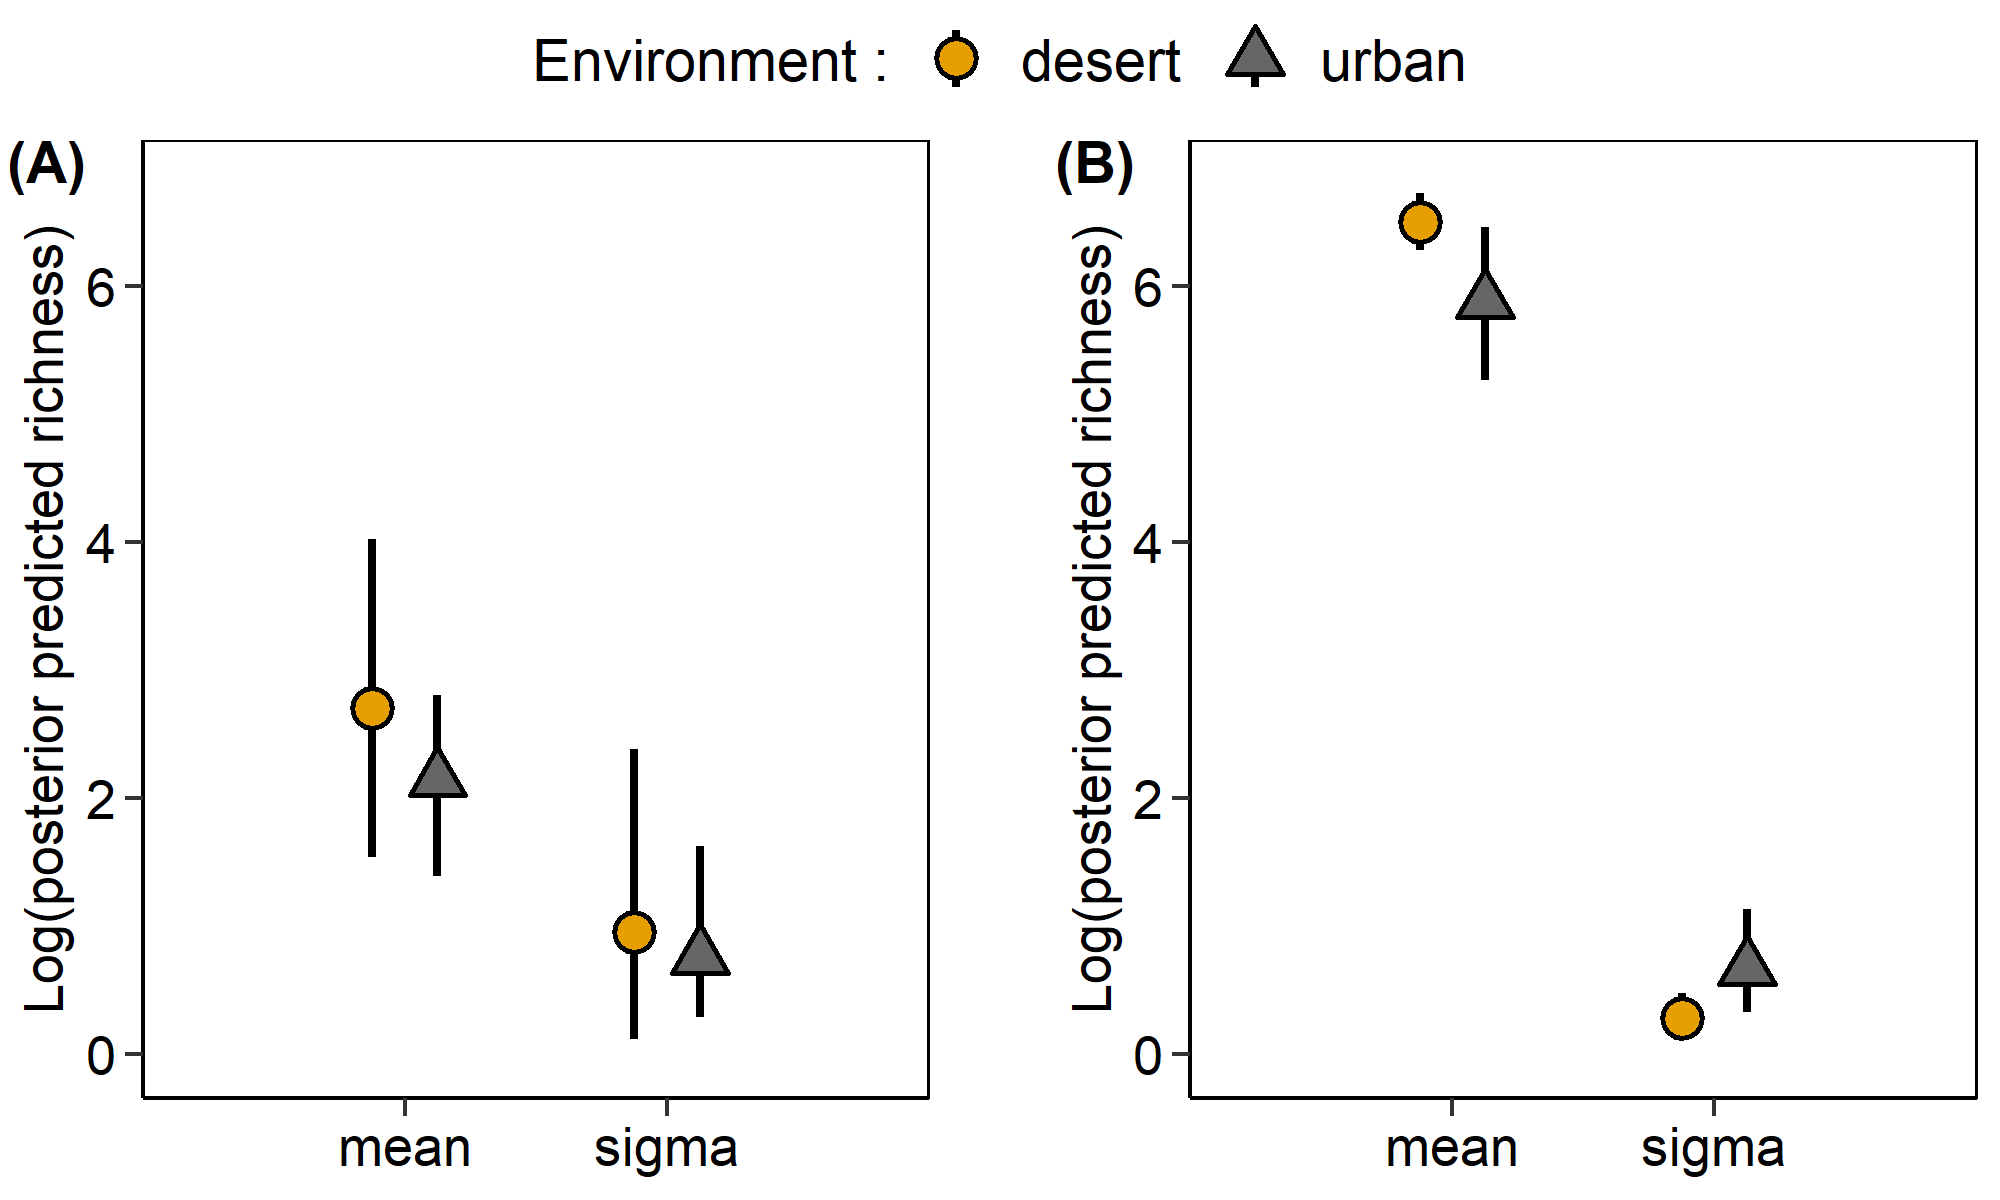 Environment : desert urban
(A)
Log(posterior predicted richness)
6
4
2
0
mean sigma
(B)
Log(posterior predicted richness)
6
4
2
0
mean sigma